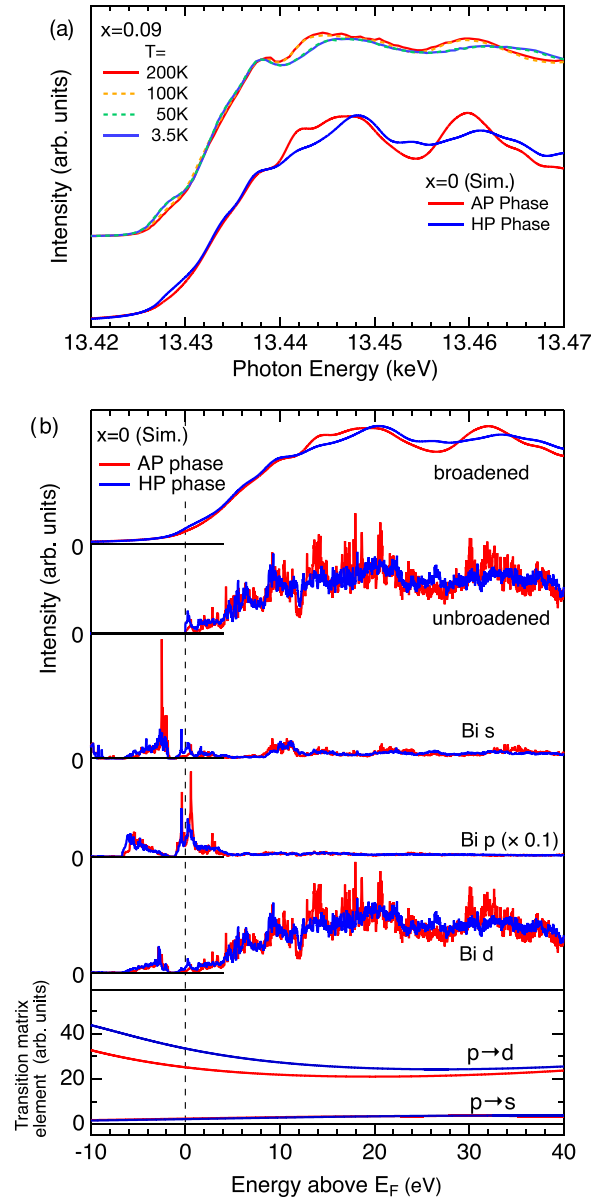 (a)
x=0.09
T=
200K
100K
50K
3.5K
x=0 (Sim.)
AP Phase
HP Phase
Intensity (arb. units)
13.42 13.43 13.44 13.45 13.46 13.47
Photon Energy (keV)
(b)
x=0 (Sim.)
AP phase
HP phase
broadened
0
unbroadened
0
Intensity (arb. units)
Bi s
0
Bi p (× 0.1)
0
Bi d
0
Transition matrix
element (arb. units)
40
20
0
p→d
p→s
-10 0 10 20 30 40
Energy above EF (eV)